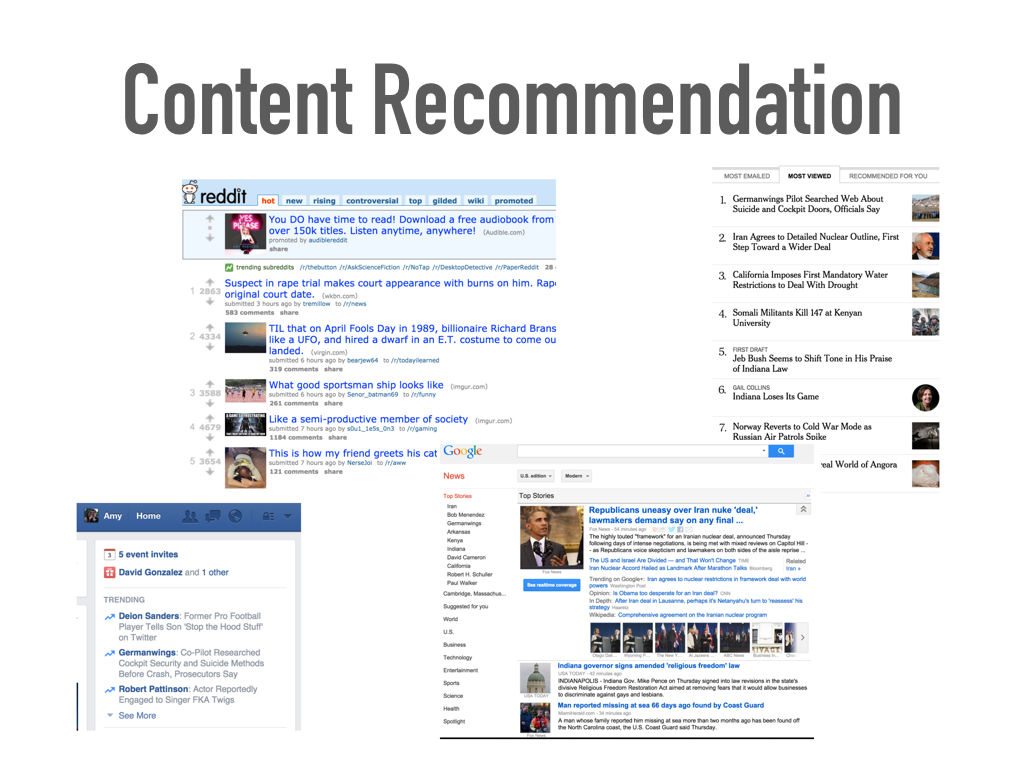 Content Recommendation
reddit hot new rising controversial top gilded wiki promoted
You DO have time to read! Download a free audiobook from
over 150k titles. Listen anytime, anywhere! (Audible.com)
promoted by audiblereddit
share
trending subreddits /r/thebutton /r/AskScienceFiction /r/NoTap /r/DesktopDetective /r/PaperReddit 28
1 2863
Suspect in rape trial makes court appearance with burns on him. Rap
original court date. (wkbn.com)
submitted 3 hours ago by tremillow to /r/news
583 comments share
2 4334
TIL that on April Fools Day in 1989, billionaire Richard Brans
like a UFO, and hired a dwarf in an E.T. costume to come ou
landed. (virgin.com)
submitted 6 hours ago by bearjew64 to /r/todayilearned
319 comments share
3 3588
What good sportsman ship looks like (imgur.com)
submitted 6 hours ago by Senor_batman69 to /r/funny
261 comments share
4 4679
Like a semi-productive member of society (imgur.com)
submitted 7 hours ago by s0u1_1e5s_0n3 to /r/gaming
1184 comments share
5 3654
This is how my friend greets his cat
submitted 7 hours ago by NerseJoi to /r/aww
121 comments share
MOST EMAILED MOST VIEWED RECOMMENDED FOR YOU
1. Germanwings Pilot Searched Web About
Suicide and Cockpit Doors, Officials Say
2. Iran Agrees to Detailed Nuclear Outline, First
Step Toward a Wider Deal
3. California Imposes First Mandatory Water
Restrictions to Deal With Drought
4. Somali Militants Kill 147 at Kenyan
University
5. FIRST DRAFT
Jeb Bush Seems to Shift Tone in His Praise
of Indiana Law
6. GAIL COLLINS
Indiana Loses Its Game
7. Norway Reverts to Cold War Mode as
Russian Air Patrols Spike
real World of Angora
Amy Home
5 event invites
David Gonzalez and 1 other
TRENDING
Deion Sanders: Former Pro Football
Player Tells Son 'Stop the Hood Stuff'
on Twitter
Germanwings: Co-Pilot Researched
Cockpit Security and Suicide Methods
Before Crash, Prosecutors Say
Robert Pattinson: Actor Reportedly
Engaged to Singer FKA Twigs
See More
Google
News
U.S. edition Modern
Top Stories
Iran
Bob Menendez
Germanwings
Arkansas
Kenya
Indiana
David Cameron
California
Robert H. Schuller
Paul Walker
Cambridge, Massachus...
Suggested for you
World
U.S.
Business
Technology
Entertainment
Sports
Science
Health
Spotlight
Top Stories
Republicans uneasy over Iran nuke 'deal,'
lawmakers demand say on any final ...
Fox News - 54 minutes ago
The highly touted "framework" for an Iranian nuclear deal, announced Thursday
following days of intense negotiations, is being met with mixed reviews on Capitol Hill -
- as Republicans voice skepticism and lawmakers on both sides of the aisle reprise ...
The US and Israel Are Divided — and That Won't Change TIME
Iran Nuclear Accord Hailed as Landmark After Marathon Talks Bloomberg
Related
Iran »
Fox News
See realtime coverage
Trending on Google+: Iran agrees to nuclear restrictions in framework deal with world
powers Washington Post
Opinion: Is Obama too desperate for an Iran deal? CNN
In Depth: After Iran deal in Lausanne, perhaps it's Netanyahu's turn to 'reassess' his
strategy Haaretz
Wikipedia: Comprehensive agreement on the Iranian nuclear program
Wyoming P... The New Y... Al Jazeera ... ABC News Business In...
Indiana governor signs amended 'religious freedom' law
USA TODAY - 42 minutes ago
INDIANAPOLIS - Indiana Gov. Mike Pence on Thursday signed into law revisions in the state's
divisive Religious Freedom Restoration Act aimed at removing fears that it would allow businesses
to discriminate against gays and lesbians.
USA TODAY
Man reported missing at sea 66 days ago found by Coast Guard
MiamiHerald.com - 54 minutes ago
A man whose family reported him missing at sea more than two months ago has been found off
the North Carolina coast, the U.S. Coast Guard said Thursday.
Fox News